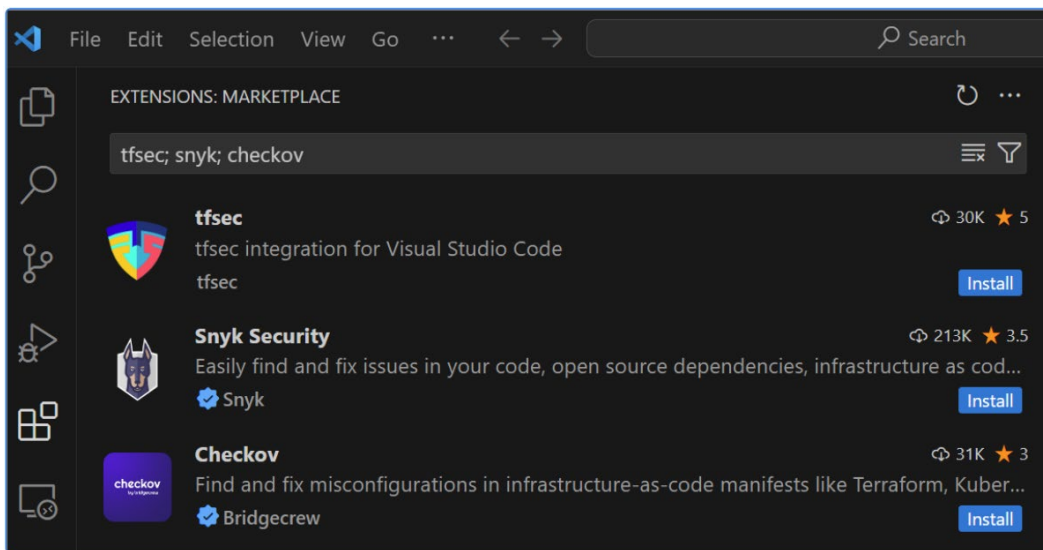 File Edit Selection View Go ··· Search
EXTENSIONS: MARKETPLACE
tfsec; snyk; checkov
tfsec 30K 5
tfsec integration for Visual Studio Code
tfsec Install
Snyk Security 213K 3.5
Easily find and fix issues in your code, open source dependencies, infrastructure as cod...
Snyk Install
Checkov 31K 3
checkov
by bridgecrew
Find and fix misconfigurations in infrastructure-as-code manifests like Terraform, Kuber...
Bridgecrew Install